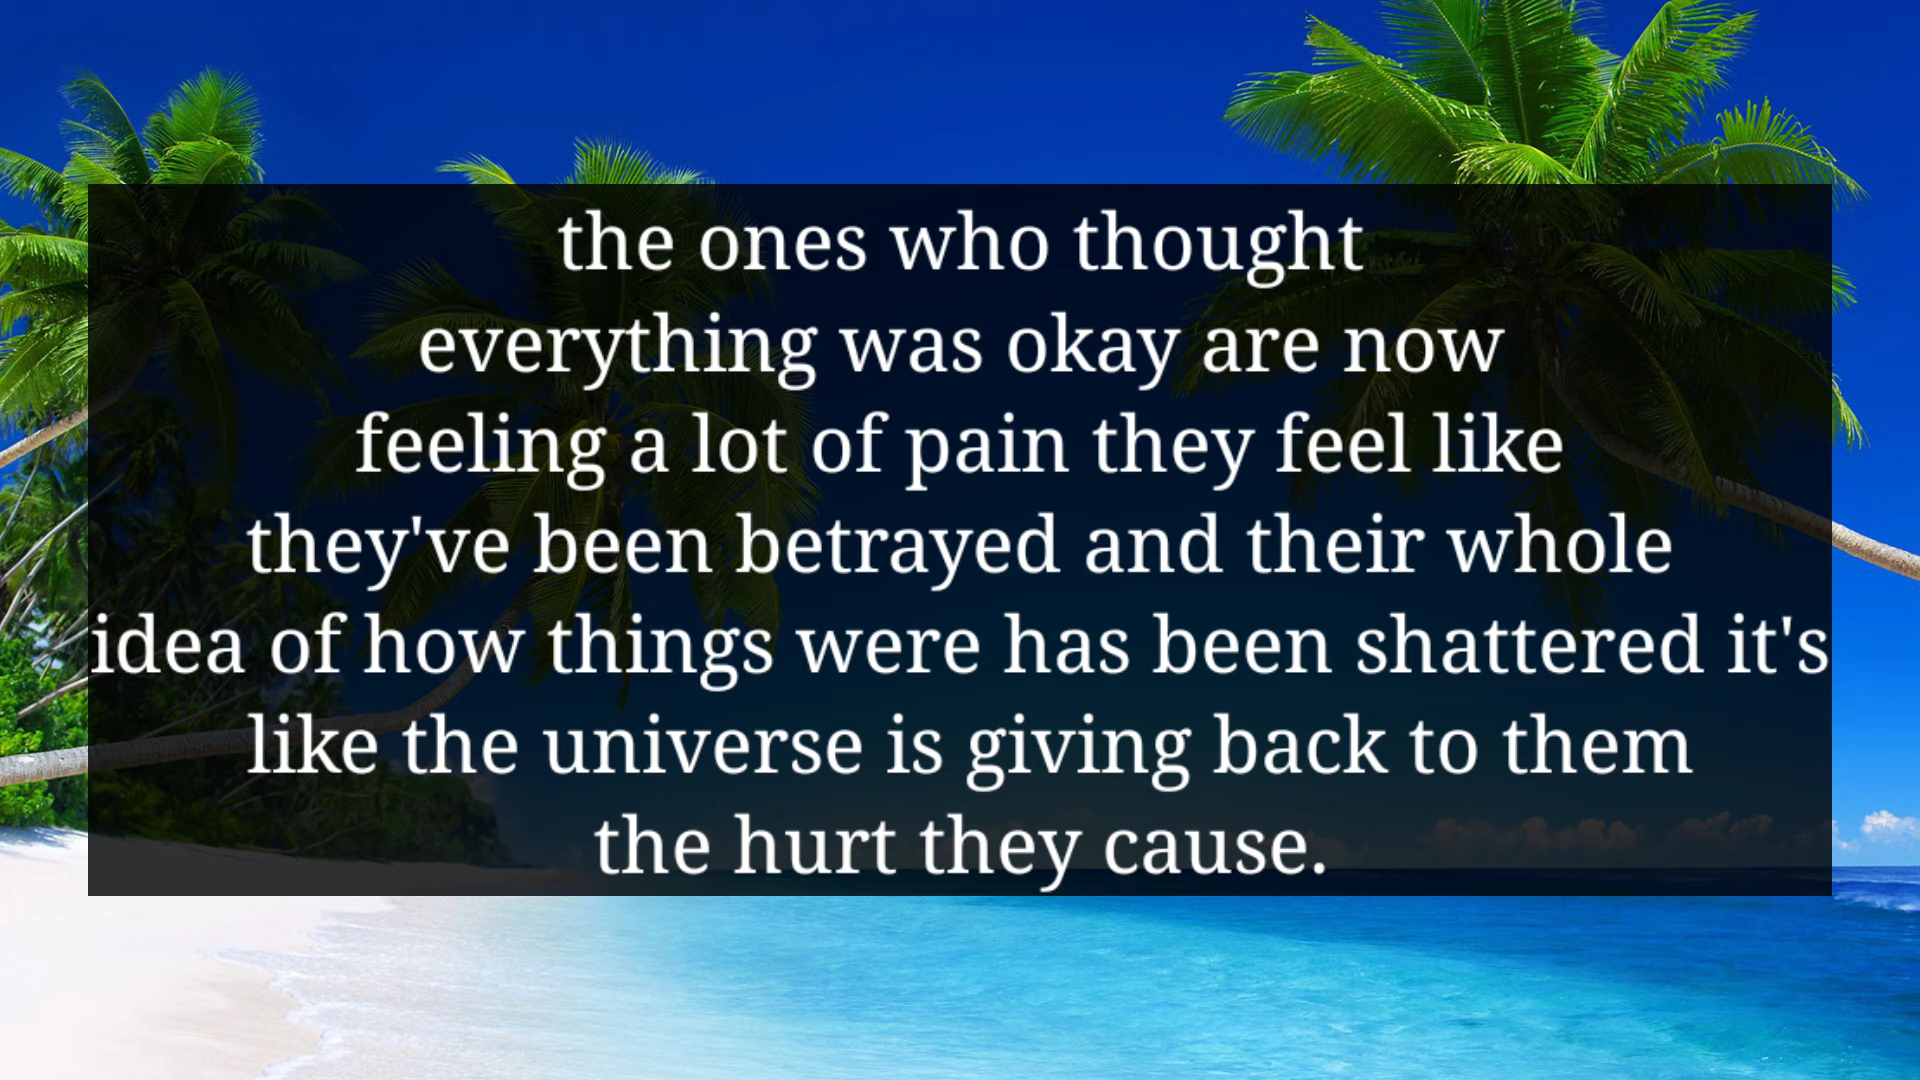 the ones who thought
everything was okay are now
feeling a lot of pain they feel like
they've been betrayed and their whole
idea of how things were has been shattered it's
like the universe is giving back to them
the hurt they cause.